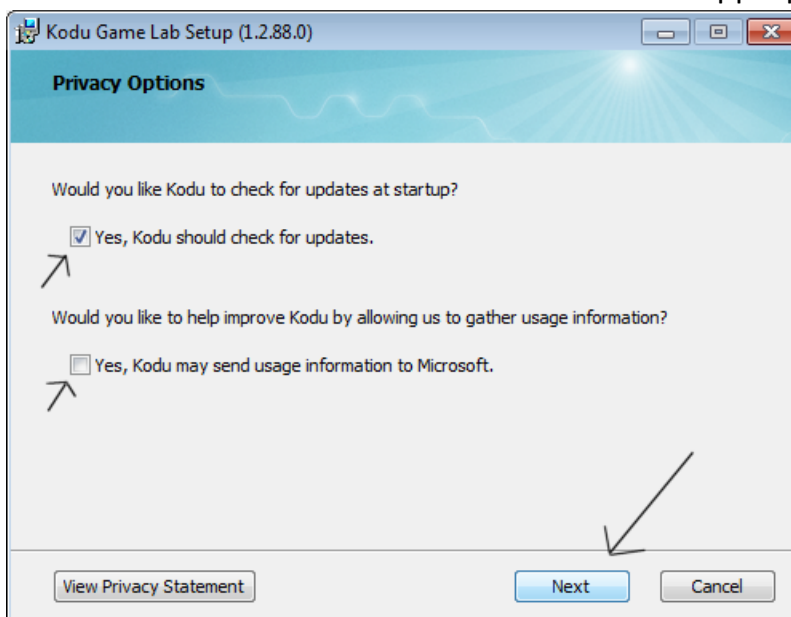 Kodu Game Lab Setup (1.2.88.0)
Privacy Options
Would you like Kodu to check for updates at startup?
Yes, Kodu should check for updates.
Would you like to help improve Kodu by allowing us to gather usage information?
Yes, Kodu may send usage information to Microsoft.
View Privacy Statement Next Cancel